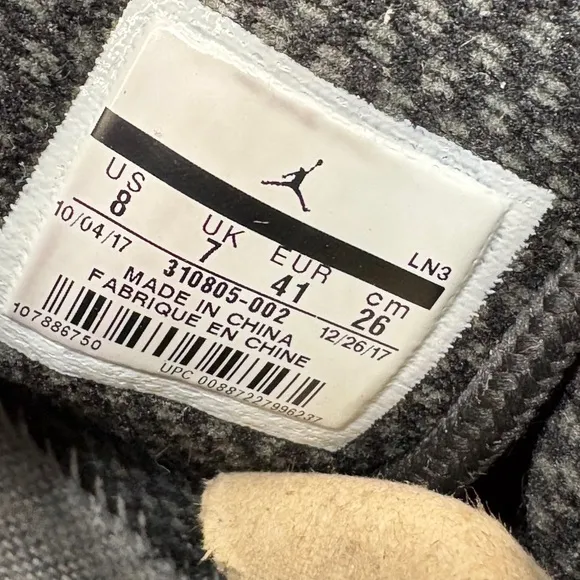 LN3
US UK EUR cm
8 7 41 26
10/04/17 12/26/17
310805-002
MADE IN CHINA
FABRIQUE EN CHINE
107886750
UPC 00887227996237